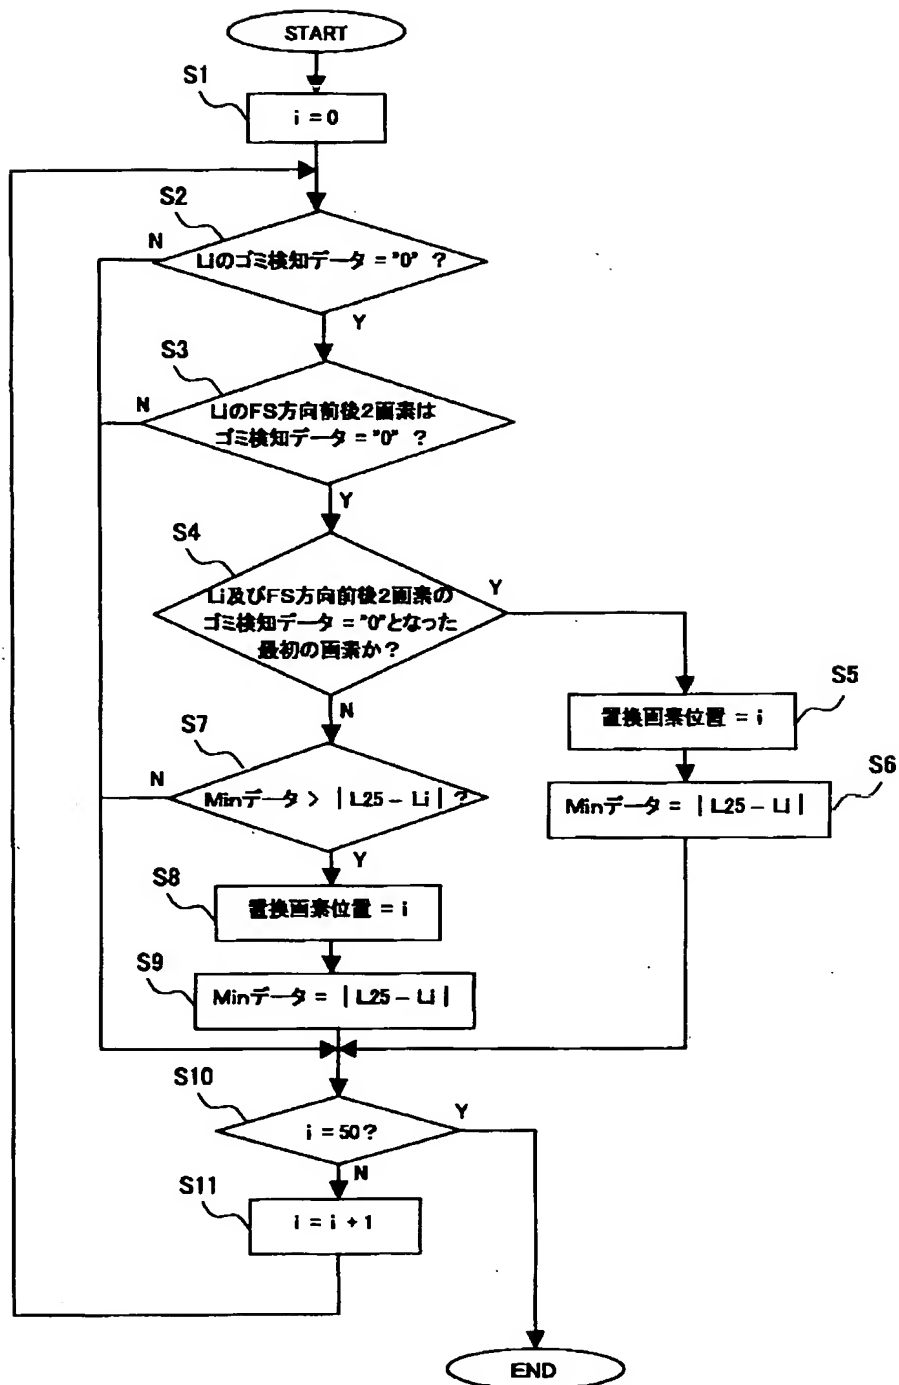 START
S1
i = 0
S2
N
Liのゴミ検知データ = "0" ?
Y
S3
N
LiのFS方向前後2画素は
ゴミ検知データ = "0" ?
Y
S4
Y
Li及びFS方向前後2画素の
ゴミ検知データ = "0"となった
最初の画素か?
N
S5
置換画素位置 = i
S6
Minデータ = |L25 - Li|
S7
N
Minデータ > |L25 - Li| ?
Y
S8
置換画素位置 = i
S9
Minデータ = |L25 - Li|
S10
Y
i = 50?
N
S11
i = i + 1
END